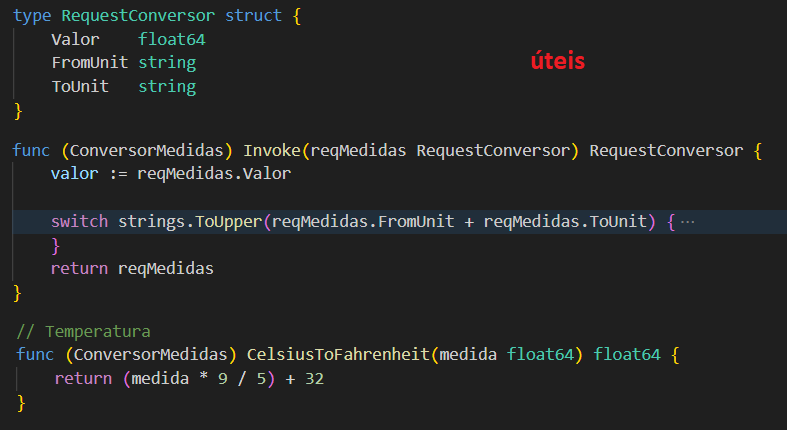 type RequestConversor struct {
Valor float64
FromUnit string
ToUnit string
}
úteis
func (ConversorMedidas) Invoke(reqMedidas RequestConversor) RequestConversor {
valor := reqMedidas.Valor
switch strings.ToUpper(reqMedidas.FromUnit + reqMedidas.ToUnit) { ⋯
}
return reqMedidas
}
// Temperatura
func (ConversorMedidas) CelsiusToFahrenheit(medida float64) float64 {
return (medida * 9 / 5) + 32
}